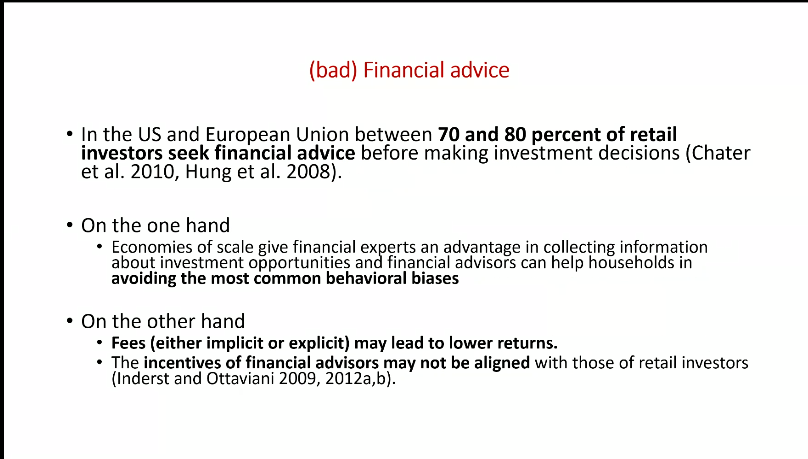 (bad) Financial advice
• In the US and European Union between 70 and 80 percent of retail
investors seek financial advice before making investment decisions (Chater
et al. 2010, Hung et al. 2008).
• On the one hand
• Economies of scale give financial experts an advantage in collecting information
about investment opportunities and financial advisors can help households in
avoiding the most common behavioral biases
• On the other hand
• Fees (either implicit or explicit) may lead to lower returns.
• The incentives of financial advisors may not be aligned with those of retail investors
(Inderst and Ottaviani 2009, 2012a,b).